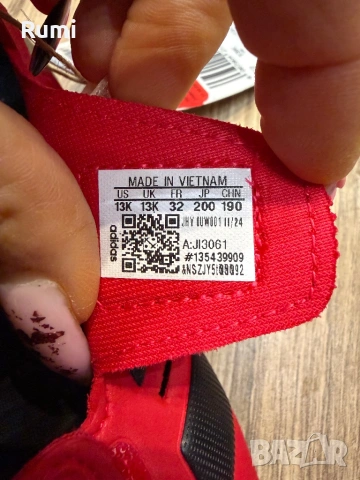 Rumi
MADE IN VIETNAM
US UK FR JP CHN
13K 13K 32 200 190
JHY 0UW001 11/24
adidas
A:JI3061
#135439909
BAZAR